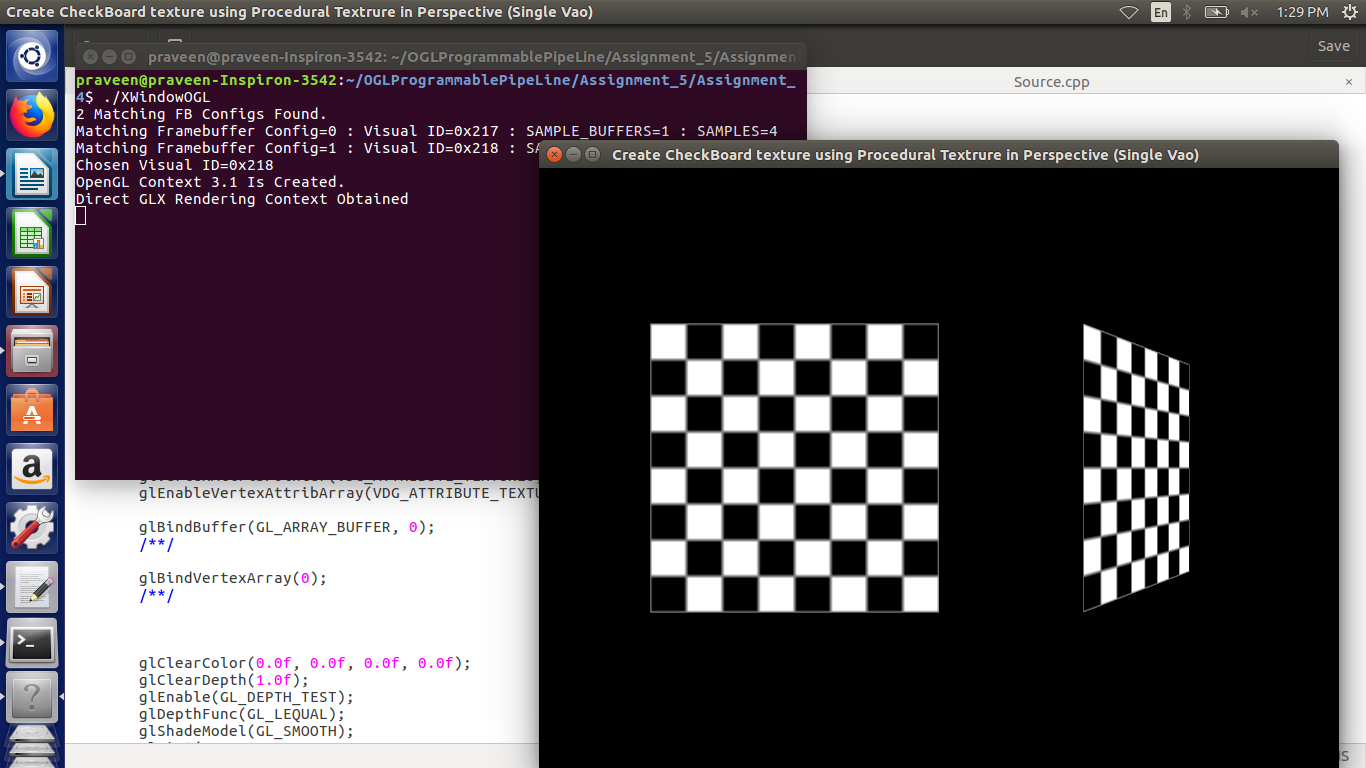 Create CheckBoard texture using Procedural Textrure in Perspective (Single Vao)
En
1:29 PM
Save
praveen@praveen-Inspiron-3542: ~/OGLProgrammablePipeLine/Assignment_5/Assignmen
Source.cpp
praveen@praveen-Inspiron-3542:~/OGLProgrammablePipeLine/Assignment_5/Assignment_
4$ ./XWindowOGL
2 Matching FB Configs Found.
Matching Framebuffer Config=0 : Visual ID=0x217 : SAMPLE_BUFFERS=1 : SAMPLES=4
Matching Framebuffer Config=1 : Visual ID=0x218 : SA
Chosen Visual ID=0x218
OpenGL Context 3.1 Is Created.
Direct GLX Rendering Context Obtained
Create CheckBoard texture using Procedural Textrure in Perspective (Single Vao)
glEnableVertexAttribArray(VDG_ATTRIBUTE_TEXTU
glBindBuffer(GL_ARRAY_BUFFER, 0);
/**/
glBindVertexArray(0);
/**/
glClearColor(0.0f, 0.0f, 0.0f, 0.0f);
glClearDepth(1.0f);
glEnable(GL_DEPTH_TEST);
glDepthFunc(GL_LEQUAL);
glShadeModel(GL_SMOOTH);